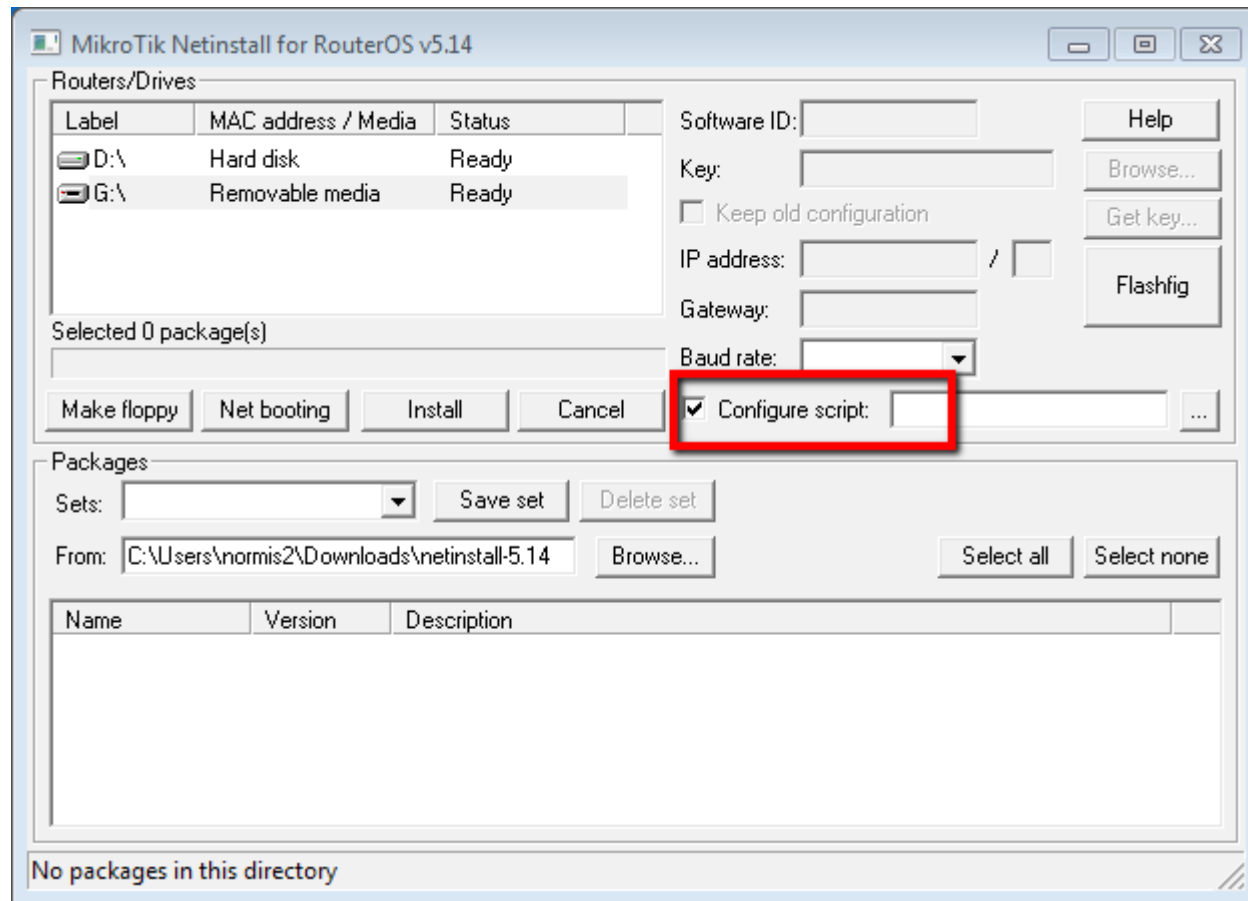 MikroTik Netinstall for RouterOS v5.14
Routers/Drives
Label MAC address / Media Status
D:\ Hard disk Ready
G:\ Removable media Ready
Selected 0 package(s)
Make floppy Net booting Install Cancel
Software ID: Help
Key: Browse...
Keep old configuration Get key...
IP address: / Flashfig
Gateway:
Baud rate:
Configure script: ...
Packages
Sets: Save set Delete set
From: C:\Users\normis2\Downloads\netinstall-5.14 Browse... Select all Select none
Name Version Description
No packages in this directory